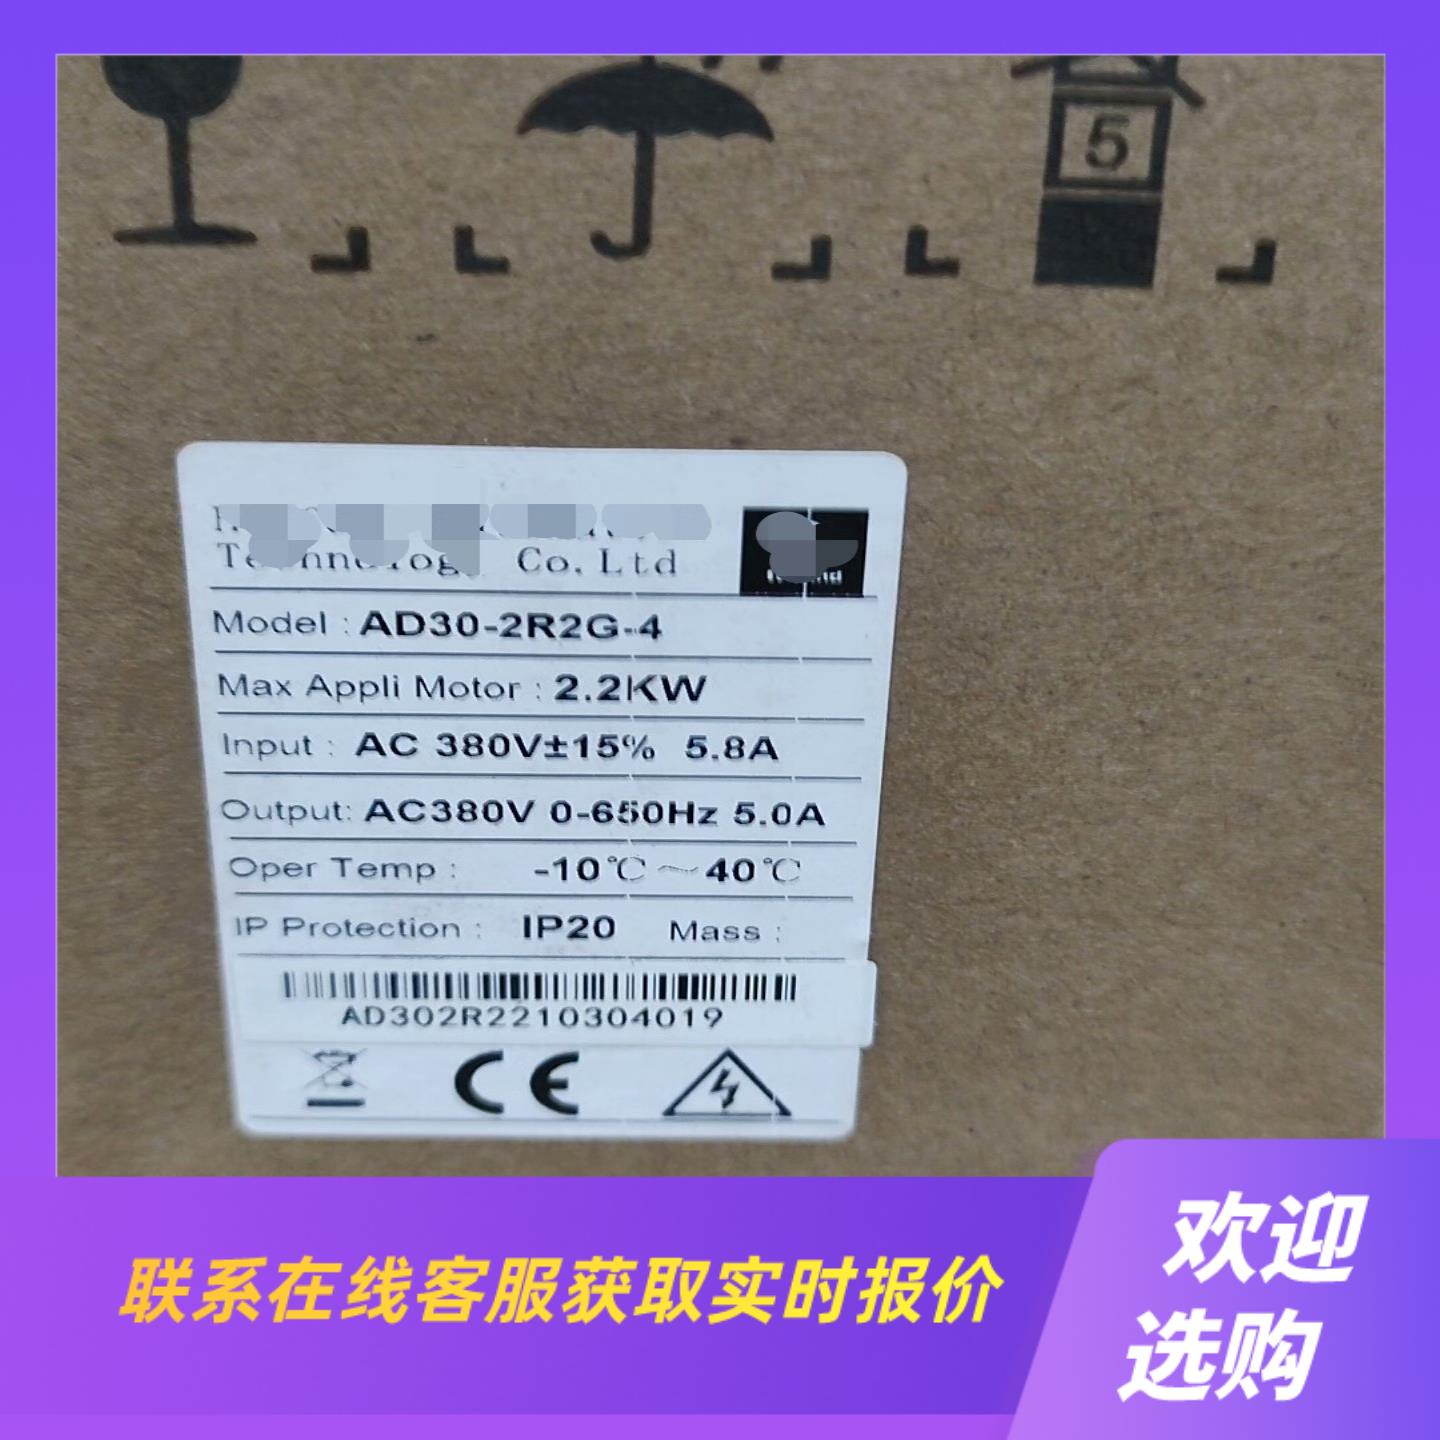 5
Co. Ltd
Model : AD30-2R2G-4
Max Appli Motor : 2.2KW
Input : AC 380V±15% 5.8A
Output: AC380V 0-650Hz 5.0A
Oper Temp : -10℃～40℃
IP Protection : IP20 Mass :
AD302R2210304019
CE
联系在线客服获取实时报价
欢迎
选购